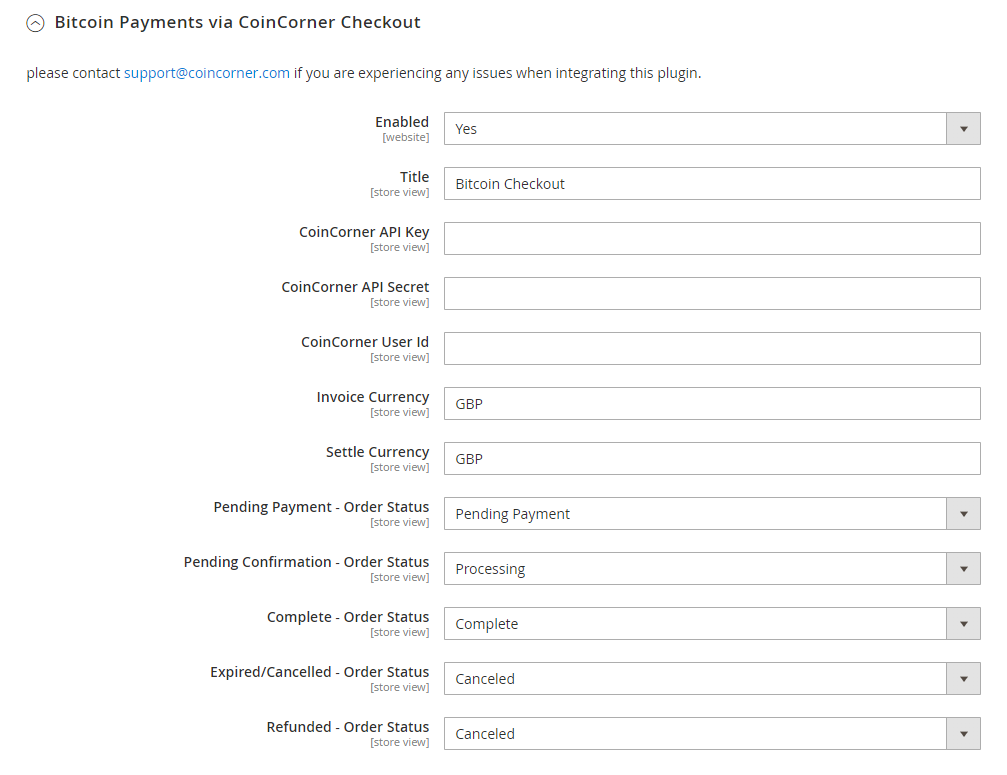 Bitcoin Payments via CoinCorner Checkout
please contact support@coincorner.com if you are experiencing any issues when integrating this plugin.
Enabled
[website]
Yes
Title
[store view]
Bitcoin Checkout
CoinCorner API Key
[store view]
CoinCorner API Secret
[store view]
CoinCorner User Id
[store view]
Invoice Currency
[store view]
GBP
Settle Currency
[store view]
GBP
Pending Payment - Order Status
[store view]
Pending Payment
Pending Confirmation - Order Status
[store view]
Processing
Complete - Order Status
[store view]
Complete
Expired/Cancelled - Order Status
[store view]
Canceled
Refunded - Order Status
[store view]
Canceled